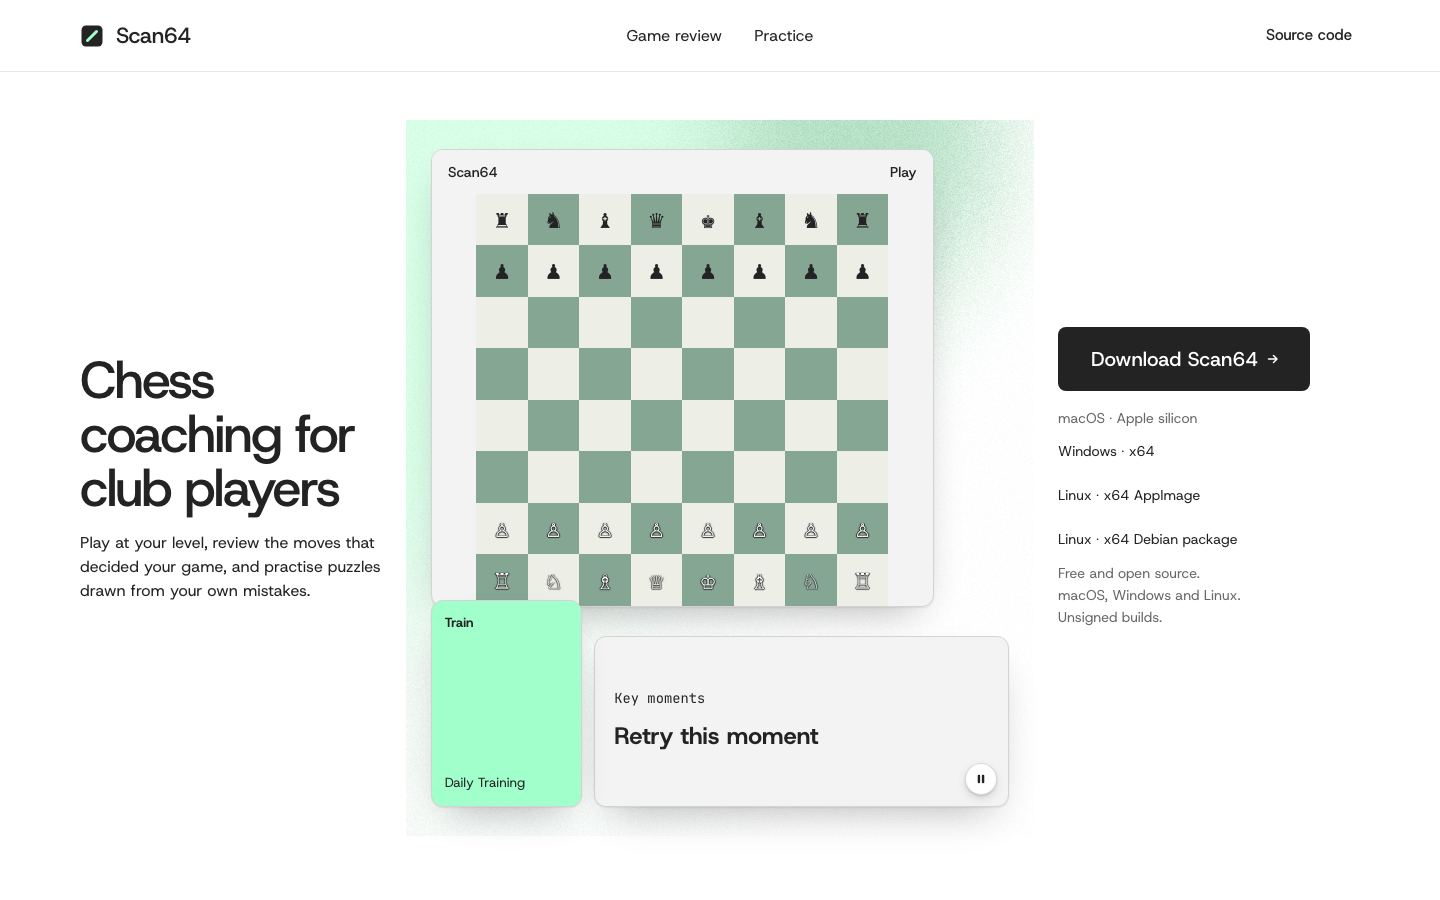 Scan64
Game review
Practice
Source code
Chess
coaching for
club players
Play at your level, review the moves that
decided your game, and practise puzzles
drawn from your own mistakes.
Scan64
Play
Train
Daily Training
Key moments
Retry this moment
Download Scan64 →
macOS · Apple silicon
Windows · x64
Linux · x64 AppImage
Linux · x64 Debian package
Free and open source.
macOS, Windows and Linux.
Unsigned builds.